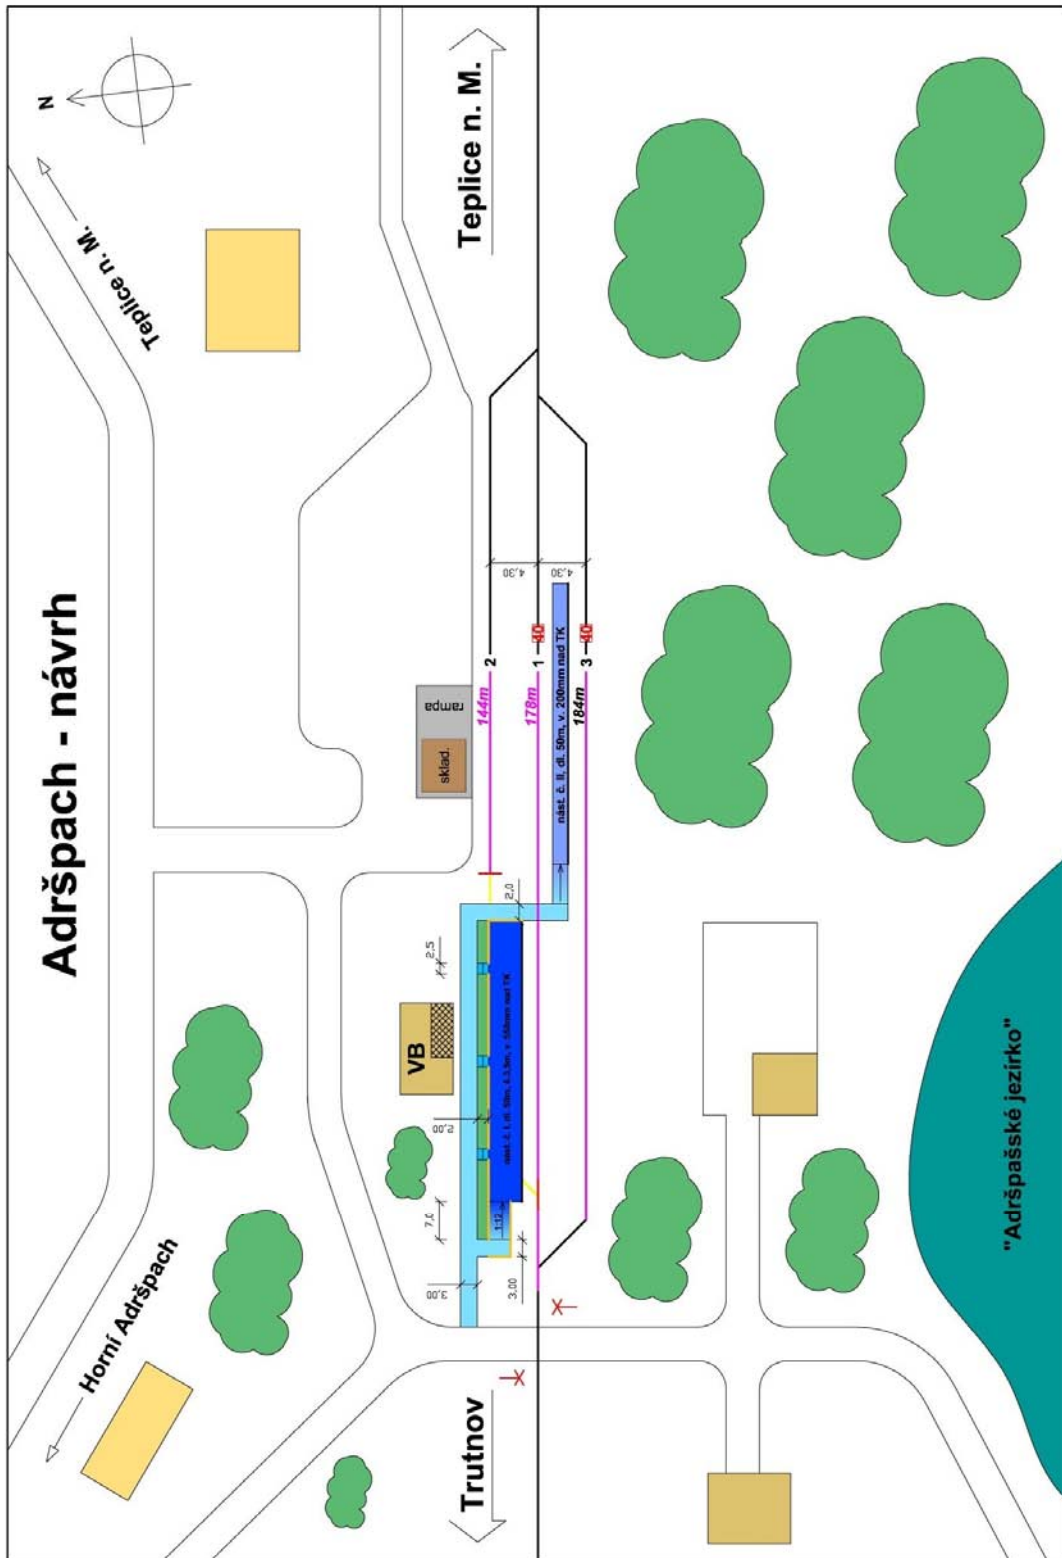 Adršpach - návrh
N
Teplice n. M.
Horní Adršpach
Teplice n. M.
Trutnov
rampa
sklad.
VB
2
144m
1
40
178m
3
40
184m
4,30
4,30
nást. č. II, dl. 50m, v. 200mm nad TK
2,0
2,5
2,00
7,0
1:12
3,00
3,00
"Adršpašské jezírko"